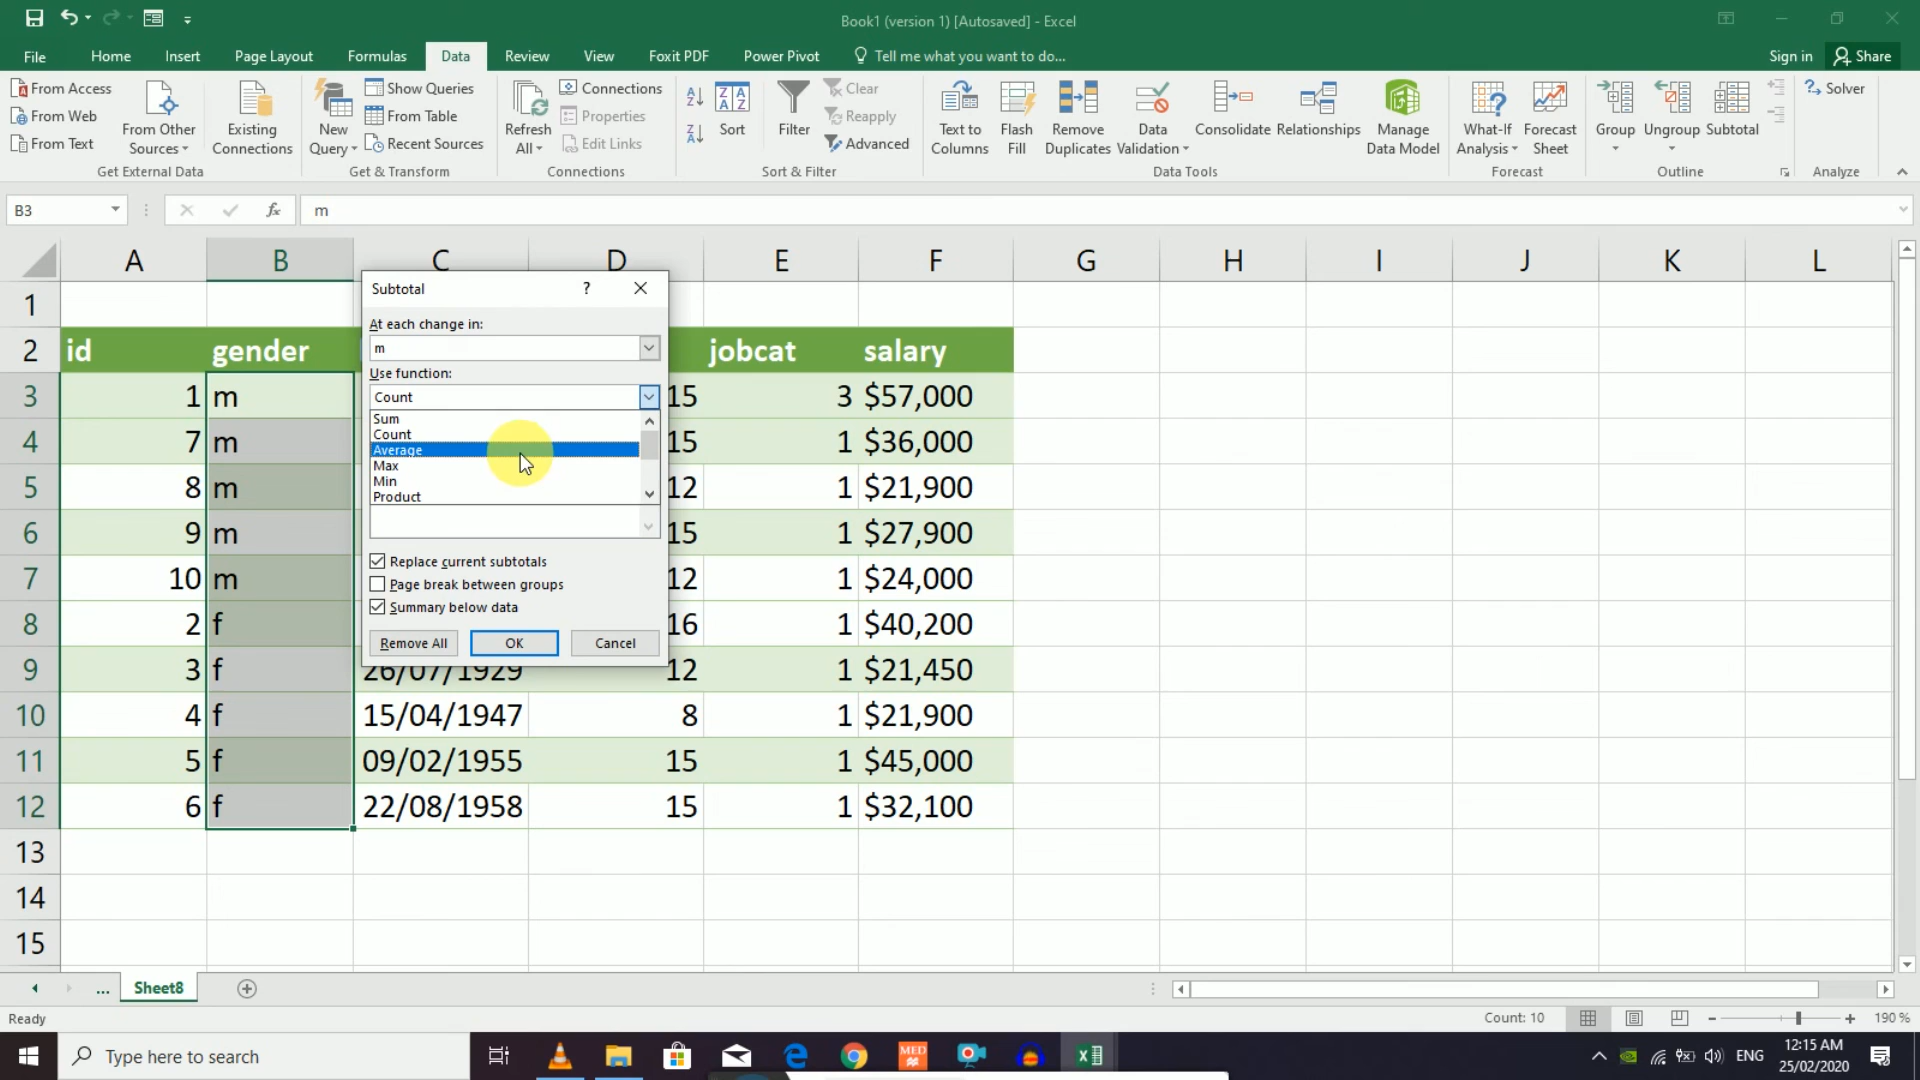 Book1 (version 1) [Autosaved] - Excel
File Home Insert Page Layout Formulas Data Review View Foxit PDF Power Pivot Tell me what you want to do... Sign in Share
From Access
From Web
From Text
From Other
Sources
Existing
Connections
Get External Data
New
Query
Show Queries
From Table
Recent Sources
Get & Transform
Refresh
All
Connections
Properties
Edit Links
Connections
Sort
Filter
Clear
Reapply
Advanced
Sort & Filter
Text to
Columns
Flash
Fill
Remove
Duplicates
Data
Validation
Consolidate
Relationships
Manage
Data Model
Data Tools
What-If
Analysis
Forecast
Sheet
Forecast
Group
Ungroup
Subtotal
Outline
Solver
Analyze
B3 fx m
A B C D E F G H I J K L
1
2 id gender jobcat salary
3 1 m 15 3 $57,000
4 7 m 15 1 $36,000
5 8 m 12 1 $21,900
6 9 m 15 1 $27,900
7 10 m 12 1 $24,000
8 2 f 16 1 $40,200
9 3 f 26/07/1929 12 1 $21,450
10 4 f 15/04/1947 8 1 $21,900
11 5 f 09/02/1955 15 1 $45,000
12 6 f 22/08/1958 15 1 $32,100
13
14
15
Subtotal ?
At each change in:
m
Use function:
Count
Sum
Count
Average
Max
Min
Product
Replace current subtotals
Page break between groups
Summary below data
Remove All OK Cancel
... Sheet8
Ready Count: 10 190 %
Type here to search
MED
ENG
12:15 AM
25/02/2020